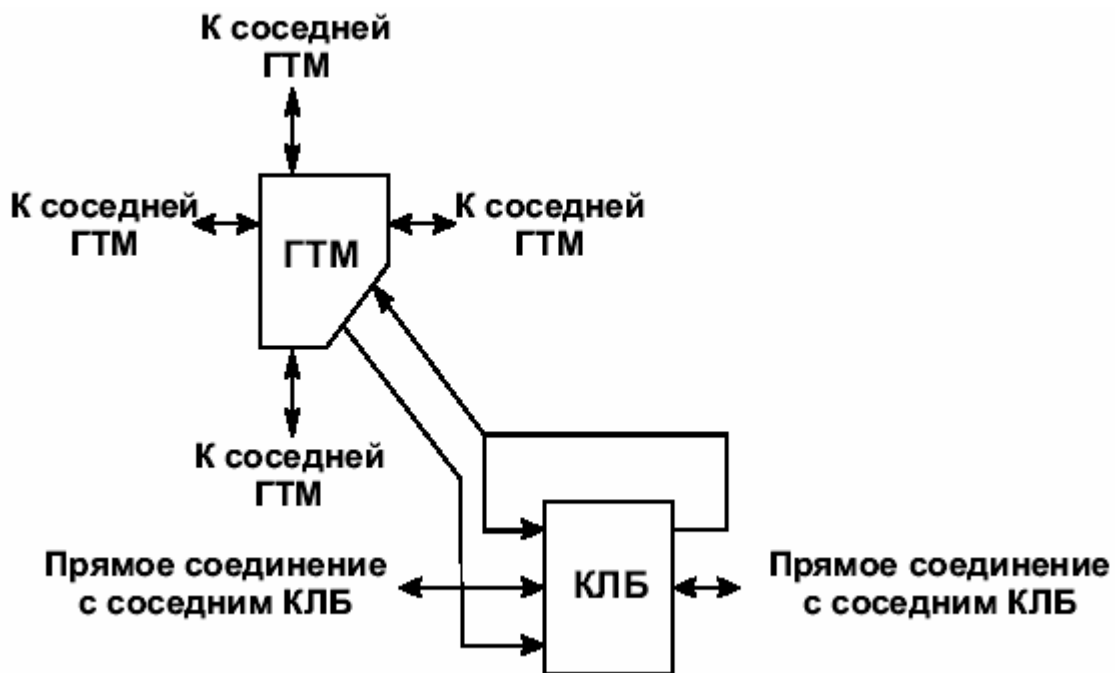 К соседней
ГТМ
К соседней
ГТМ
ГТМ
К соседней
ГТМ
К соседней
ГТМ
Прямое соединение
с соседним КЛБ
КЛБ
Прямое соединение
с соседним КЛБ